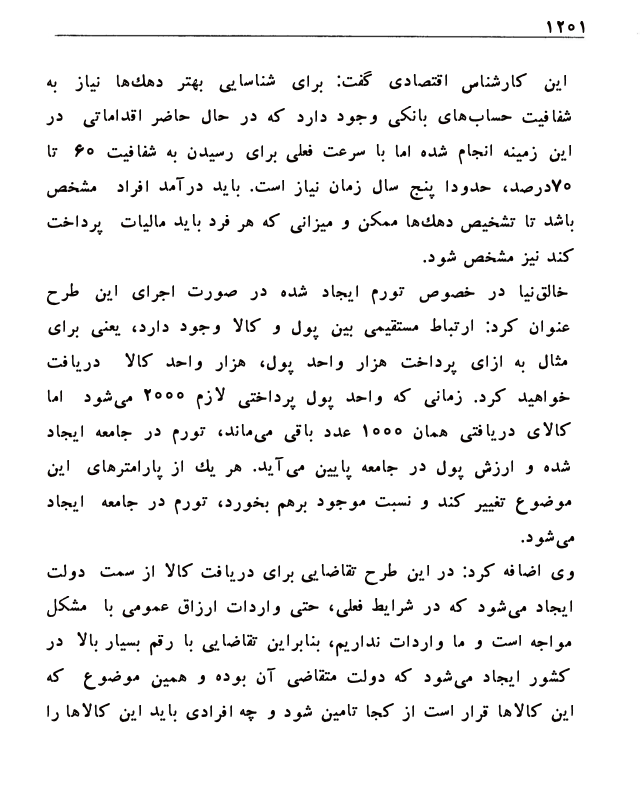 ۱۲۵۱
این کارشناس اقتصادی گفت: برای شناسایی بهتر دهك‌ها نیاز به
شفافیت حساب‌های بانکی وجود دارد که در حال حاضر اقداماتی در
این زمینه انجام شده اما با سرعت فعلی برای رسیدن به شفافیت ۶۰ تا
۷۰درصد، حدودا پنج سال زمان نیاز است. باید درآمد افراد مشخص
باشد تا تشخیص دهك‌ها ممکن و میزانی که هر فرد باید مالیات پرداخت
کند نیز مشخص شود.
خالق‌نیا در خصوص تورم ایجاد شده در صورت اجرای این طرح
عنوان کرد: ارتباط مستقیمی بین پول و کالا وجود دارد، یعنی برای
مثال به ازای پرداخت هزار واحد پول، هزار واحد کالا دریافت
خواهید کرد. زمانی که واحد پول پرداختی لازم ۲۰۰۰ می‌شود اما
کالای دریافتی همان ۱۰۰۰ عدد باقی می‌ماند، تورم در جامعه ایجاد
شده و ارزش پول در جامعه پایین می‌آید. هر یك از پارامترهای این
موضوع تغییر کند و نسبت موجود برهم بخورد، تورم در جامعه ایجاد
می‌شود.
وی اضافه کرد: در این طرح تقاضایی برای دریافت کالا از سمت دولت
ایجاد می‌شود که در شرایط فعلی، حتی واردات ارزاق عمومی با مشکل
مواجه است و ما واردات نداریم، بنابراین تقاضایی با رقم بسیار بالا در
کشور ایجاد می‌شود که دولت متقاضی آن بوده و همین موضوع که
این کالاها قرار است از کجا تامین شود و چه افرادی باید این کالاها را